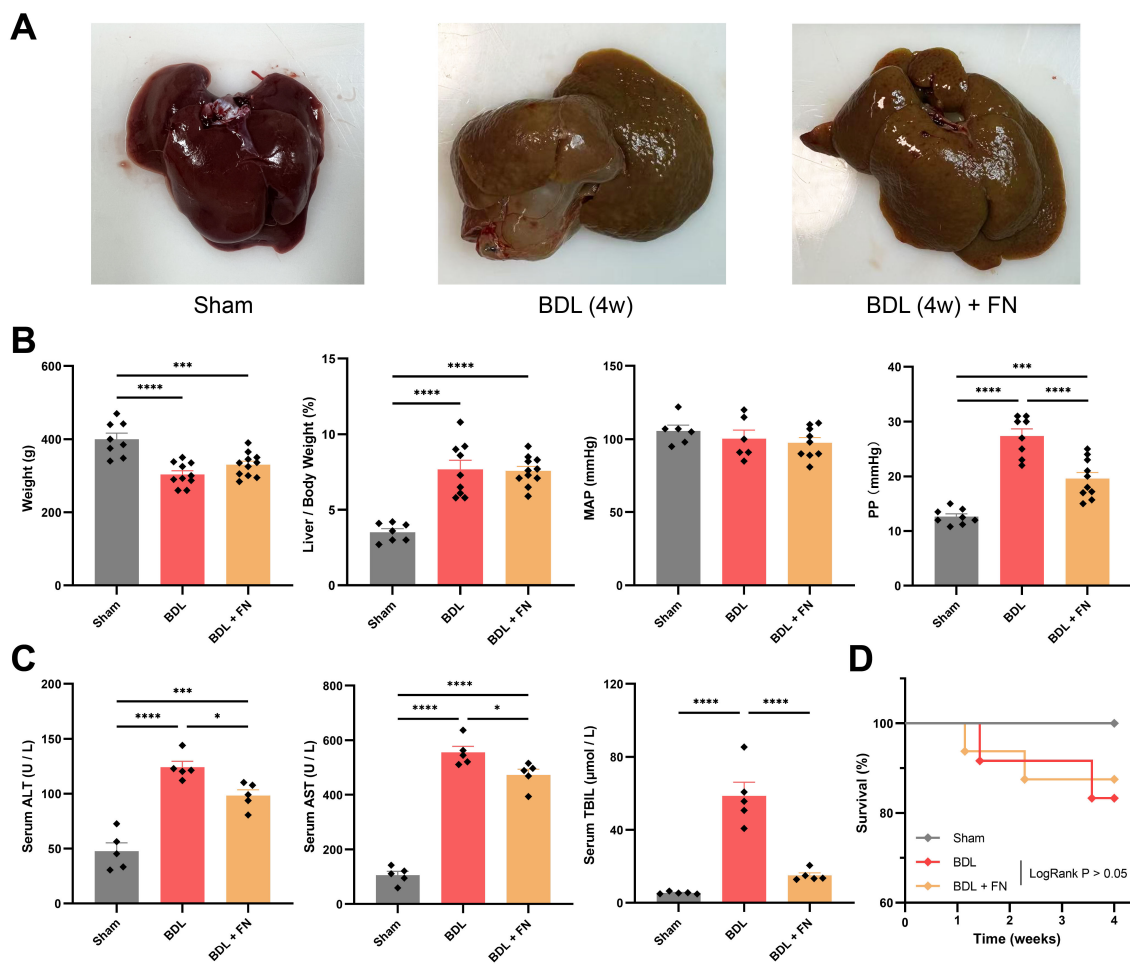 A
Sham
BDL (4w)
BDL (4w) + FN
B
Weight (g)
600
400
200
0
***
****
Sham
BDL
BDL + FN
Liver / Body Weight (%)
15
10
5
0
****
****
Sham
BDL
BDL + FN
MAP (mmHg)
150
100
50
0
Sham
BDL
BDL + FN
PP (mmHg)
40
30
20
10
0
***
****
****
Sham
BDL
BDL + FN
C
Serum ALT (U / L)
200
150
100
50
0
***
****
*
Sham
BDL
BDL + FN
Serum AST (U / L)
800
600
400
200
0
****
****
*
Sham
BDL
BDL + FN
Serum TBIL (μmol / L)
120
100
80
60
40
20
0
****
****
Sham
BDL
BDL + FN
D
Survival (%)
100
80
60
Sham
BDL
BDL + FN
LogRank P > 0.05
0
1
2
3
4
Time (weeks)